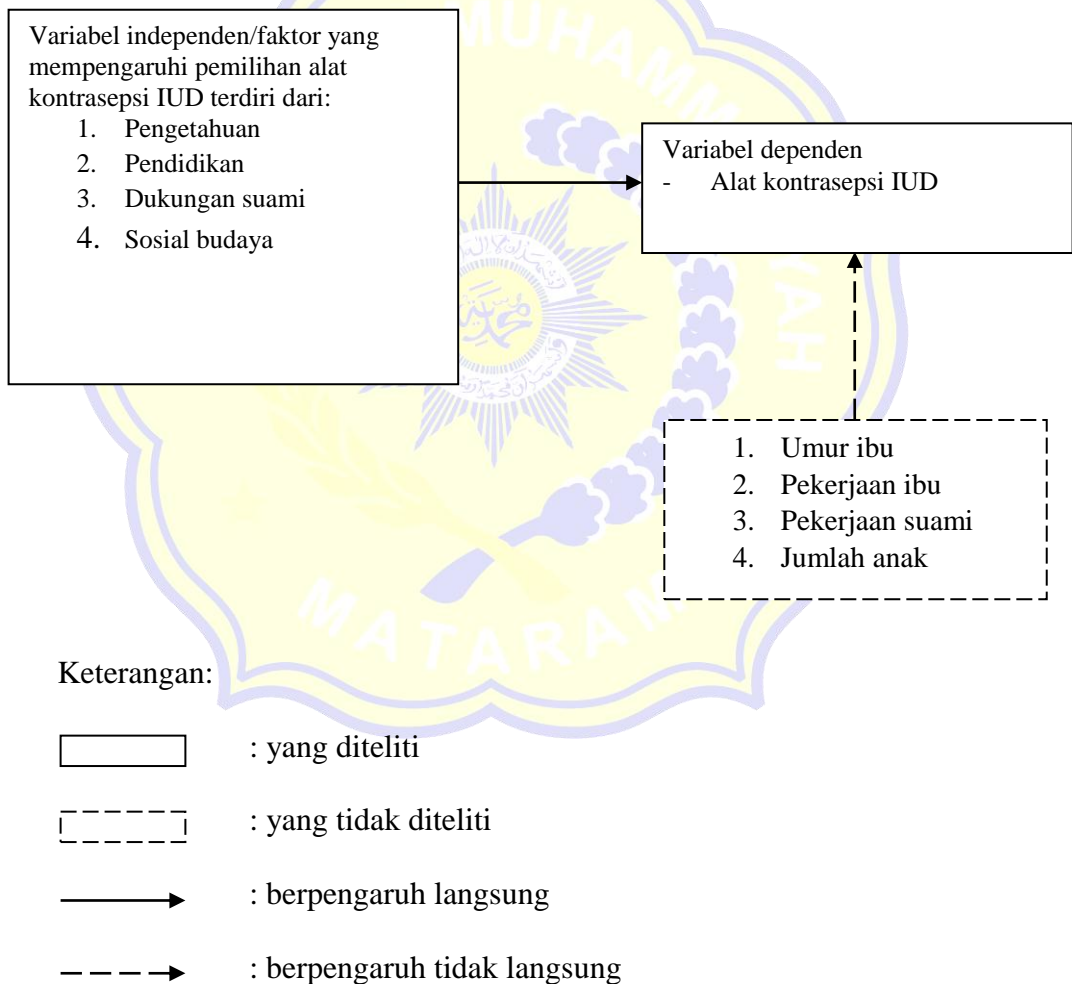 Variabel independen/faktor yang
mempengaruhi pemilihan alat
kontrasepsi IUD terdiri dari:
1. Pengetahuan
2. Pendidikan
3. Dukungan suami
4. Sosial budaya
Variabel dependen
- Alat kontrasepsi IUD
1. Umur ibu
2. Pekerjaan ibu
3. Pekerjaan suami
4. Jumlah anak
MATARAM
Keterangan:
: yang diteliti
: yang tidak diteliti
: berpengaruh langsung
: berpengaruh tidak langsung